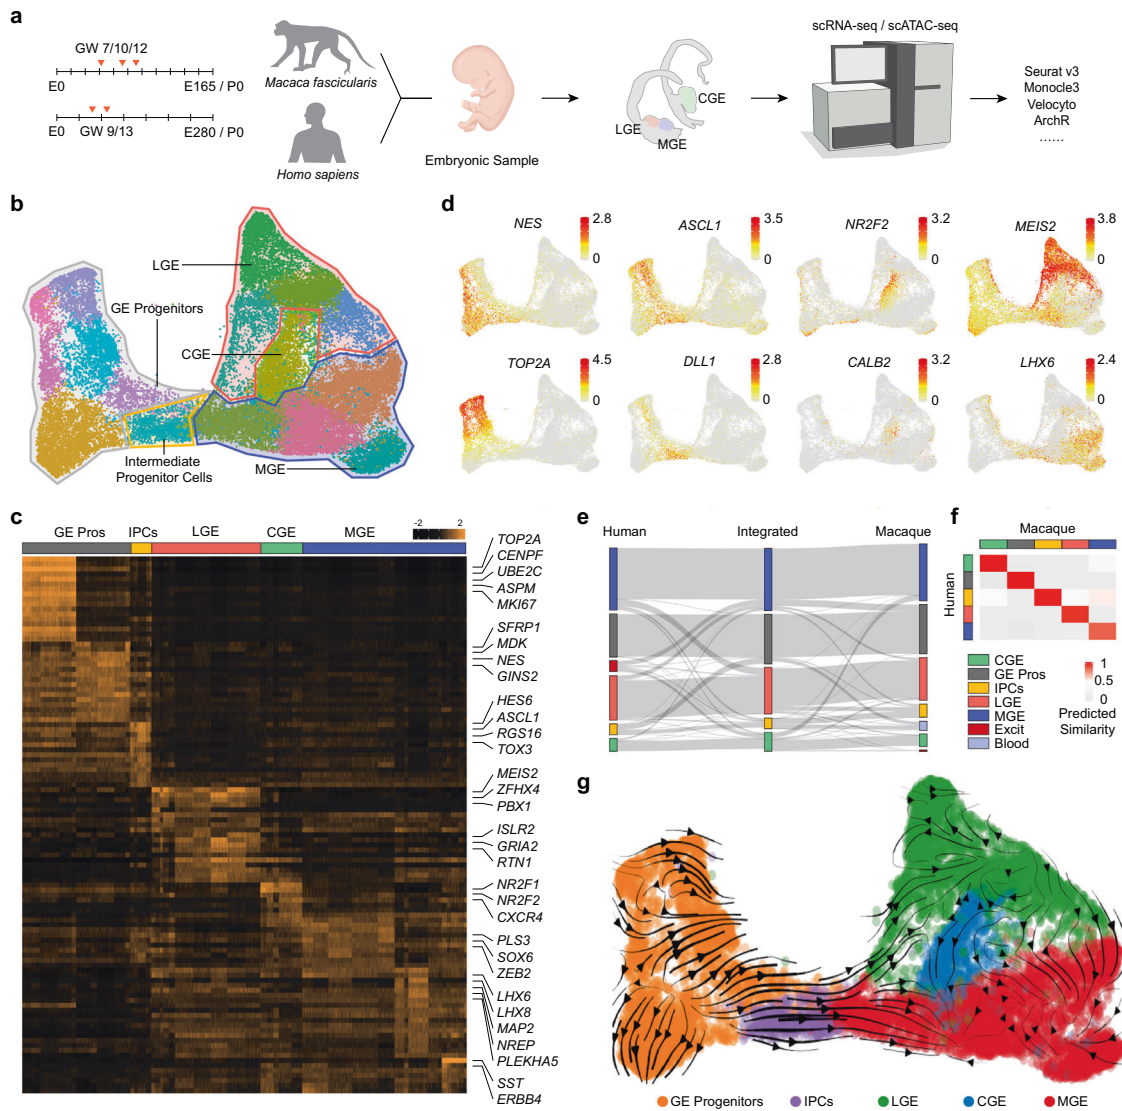 a
GW 7/10/12
E0
E165 / P0
E0
GW 9/13
E280 / P0
Macaca fascicularis
Homo sapiens
Embryonic Sample
CGE
LGE
MGE
scRNA-seq / scATAC-seq
Seurat v3
Monocle3
Velocyto
ArchR
......
b
LGE
GE Progenitors
CGE
Intermediate
Progenitor Cells
MGE
d
NES
2.8
0
ASCL1
3.5
0
NR2F2
3.2
0
MEIS2
3.8
0
TOP2A
4.5
0
DLL1
2.8
0
CALB2
3.2
0
LHX6
2.4
0
c
GE Pros
IPCs
LGE
CGE
MGE
-2
2
TOP2A
CENPF
UBE2C
ASPM
MKI67
SFRP1
MDK
NES
GINS2
HES6
ASCL1
RGS16
TOX3
MEIS2
ZFHX4
PBX1
ISLR2
GRIA2
RTN1
NR2F1
NR2F2
CXCR4
PLS3
SOX6
ZEB2
LHX6
LHX8
MAP2
NREP
PLEKHA5
SST
ERBB4
e
Human
Integrated
Macaque
f
Macaque
Human
CGE
GE Pros
IPCs
LGE
MGE
Excit
Blood
1
0.5
0
Predicted
Similarity
g
GE Progenitors
IPCs
LGE
CGE
MGE